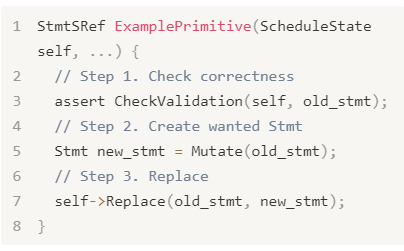 1 StmtSRef ExamplePrimitive(ScheduleState
self, ...) {
2   // Step 1. Check correctness
3   assert CheckValidation(self, old_stmt);
4   // Step 2. Create wanted Stmt
5   Stmt new_stmt = Mutate(old_stmt);
6   // Step 3. Replace
7   self->Replace(old_stmt, new_stmt);
8 }